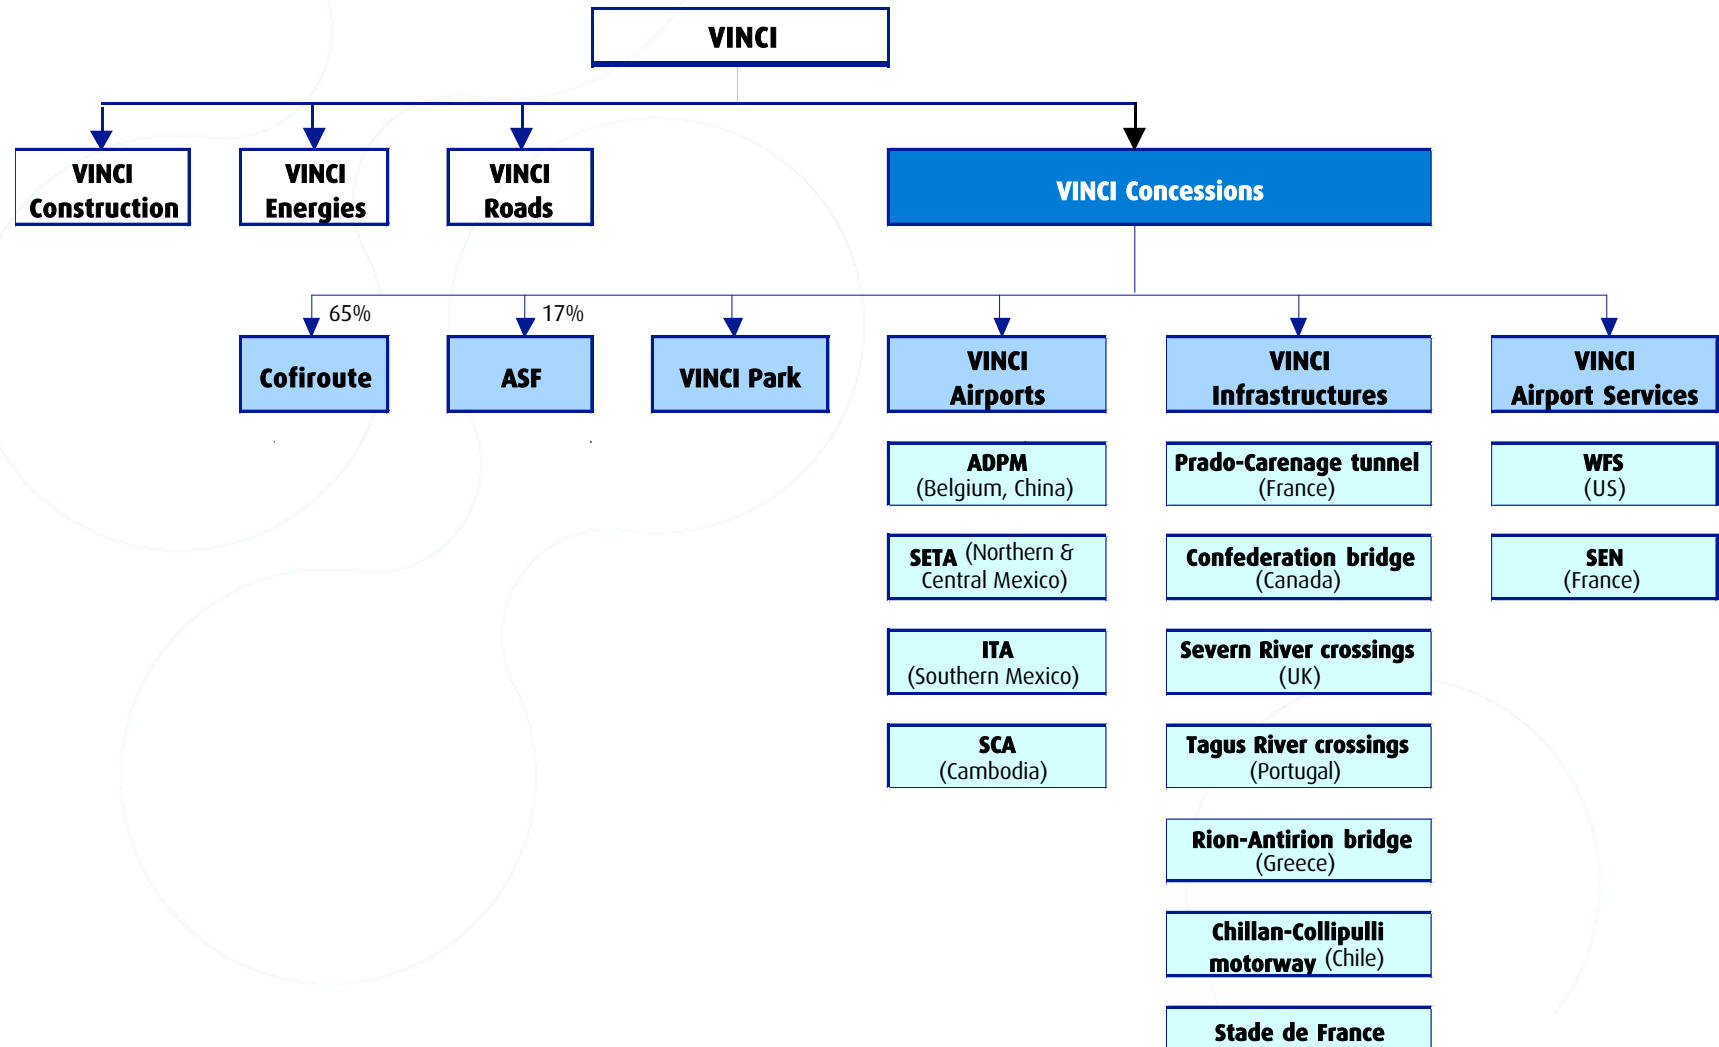 VINCI
VINCI
Construction
VINCI
Energies
VINCI
Roads
VINCI Concessions
65%
17%
Cofiroute
ASF
VINCI Park
VINCI
Airports
VINCI
Infrastructures
VINCI
Airport Services
ADPM
(Belgium, China)
SETA (Northern &
Central Mexico)
ITA
(Southern Mexico)
SCA
(Cambodia)
Prado-Carenage tunnel
(France)
Confederation bridge
(Canada)
Severn River crossings
(UK)
Tagus River crossings
(Portugal)
Rion-Antirion bridge
(Greece)
Chillan-Collipulli
motorway (Chile)
Stade de France
WFS
(US)
SEN
(France)